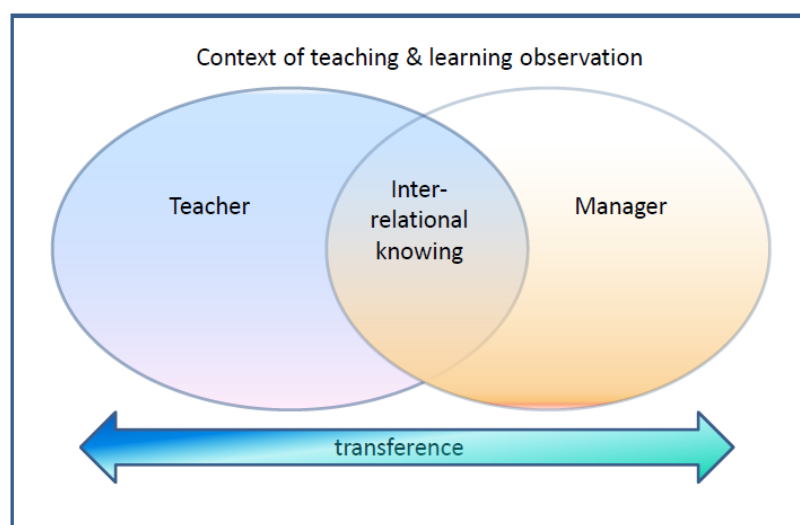 Context of teaching & learning observation
Teacher
Inter-
relational
knowing
Manager
transference